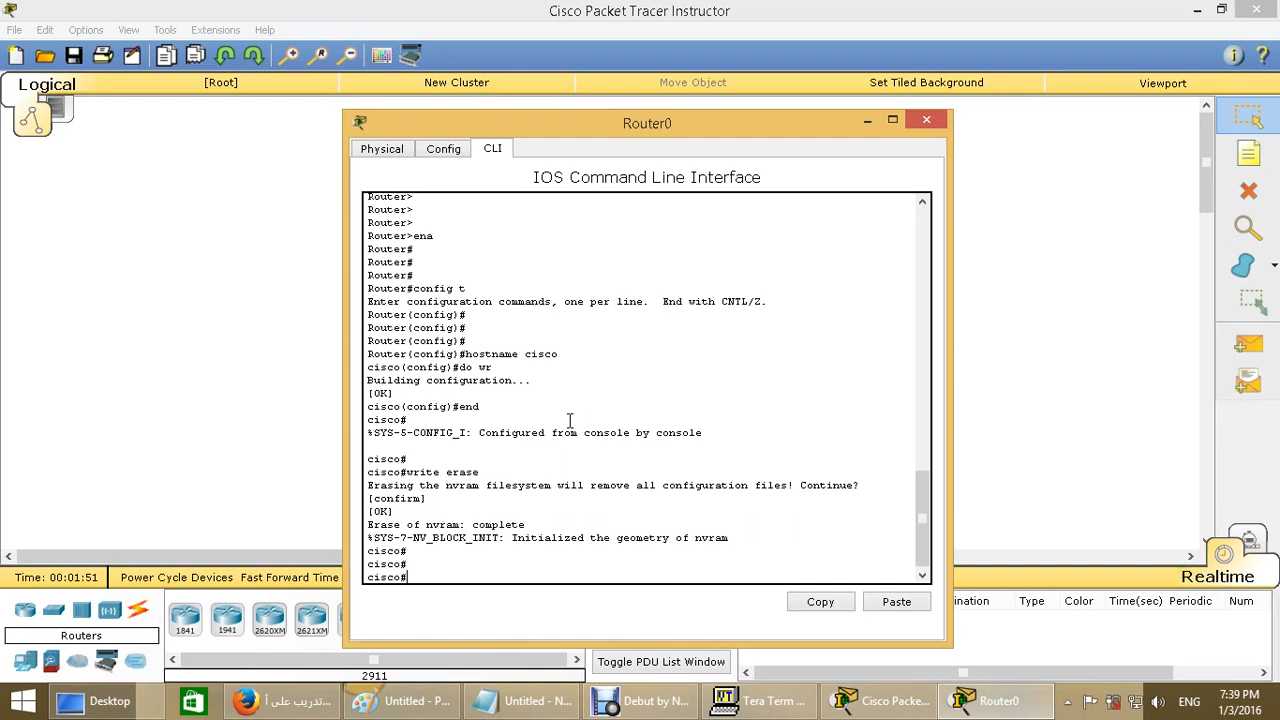 Cisco Packet Tracer Instructor
File Edit Options View Tools Extensions Help
Logical [Root] New Cluster Move Object Set Tiled Background Viewport
Router0
Physical Config CLI
IOS Command Line Interface
Router>
Router>
Router>
Router>ena
Router#
Router#
Router#
Router#config t
Enter configuration commands, one per line.  End with CNTL/Z.
Router(config)#
Router(config)#
Router(config)#
Router(config)#hostname cisco
cisco(config)#do wr
Building configuration...
[OK]
cisco(config)#end
cisco#
%SYS-5-CONFIG_I: Configured from console by console
cisco#
cisco#write erase
Erasing the nvram filesystem will remove all configuration files! Continue?
[confirm]
[OK]
Erase of nvram: complete
%SYS-7-NV_BLOCK_INIT: Initialized the geometry of nvram
cisco#
cisco#
cisco#
Copy Paste
Time: 00:01:51 Power Cycle Devices Fast Forward Time Realtime
Type Color Time(sec) Periodic Num
1841 1941 2620XM 2621XM
Routers
Toggle PDU List Window
2911
Desktop تدريب على أ... Untitled - P... Untitled - N... Debut by N... Tera Term ... Cisco Packe... Router0 ENG 7:39 PM
1/3/2016